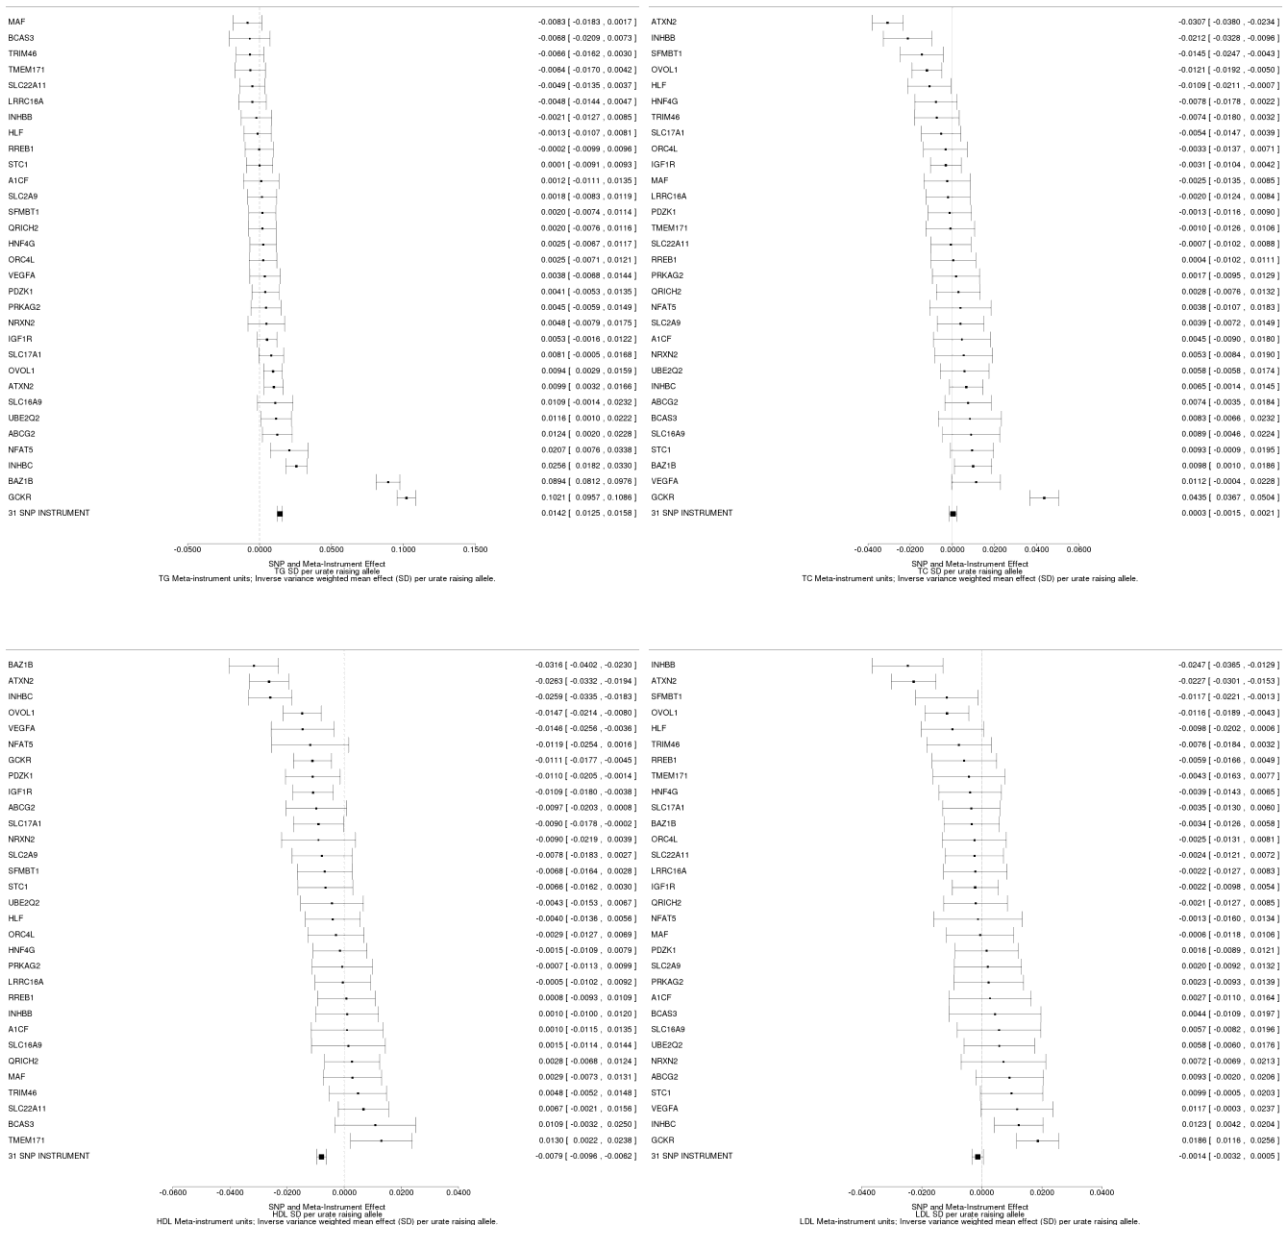 MAF -0.0083 [ -0.0183 , 0.0017 ]
BCAS3 -0.0068 [ -0.0209 , 0.0073 ]
TRIM46 -0.0066 [ -0.0162 , 0.0030 ]
TMEM171 -0.0064 [ -0.0170 , 0.0042 ]
SLC22A11 -0.0049 [ -0.0135 , 0.0037 ]
LRRC16A -0.0048 [ -0.0144 , 0.0047 ]
INHBB -0.0021 [ -0.0127 , 0.0085 ]
HLF -0.0013 [ -0.0107 , 0.0081 ]
RREB1 -0.0002 [ -0.0099 , 0.0096 ]
STC1 0.0001 [ -0.0091 , 0.0093 ]
A1CF 0.0012 [ -0.0111 , 0.0135 ]
SLC2A9 0.0018 [ -0.0083 , 0.0119 ]
SFMBT1 0.0020 [ -0.0074 , 0.0114 ]
QRICH2 0.0020 [ -0.0076 , 0.0116 ]
HNF4G 0.0025 [ -0.0067 , 0.0117 ]
ORC4L 0.0025 [ -0.0071 , 0.0121 ]
VEGFA 0.0038 [ -0.0068 , 0.0144 ]
PDZK1 0.0041 [ -0.0053 , 0.0135 ]
PRKAG2 0.0045 [ -0.0059 , 0.0149 ]
NRXN2 0.0048 [ -0.0079 , 0.0175 ]
IGF1R 0.0053 [ -0.0016 , 0.0122 ]
SLC17A1 0.0081 [ -0.0005 , 0.0168 ]
OVOL1 0.0094 [ 0.0029 , 0.0159 ]
ATXN2 0.0099 [ 0.0032 , 0.0166 ]
SLC16A9 0.0109 [ -0.0014 , 0.0232 ]
UBE2Q2 0.0116 [ 0.0010 , 0.0222 ]
ABCG2 0.0124 [ 0.0020 , 0.0228 ]
NFAT5 0.0207 [ 0.0076 , 0.0338 ]
INHBC 0.0256 [ 0.0182 , 0.0330 ]
BAZ1B 0.0894 [ 0.0812 , 0.0976 ]
GCKR 0.1021 [ 0.0957 , 0.1086 ]
31 SNP INSTRUMENT 0.0142 [ 0.0125 , 0.0158 ]
-0.0500 0.0000 0.0500 0.1000 0.1500
SNP and Meta-Instrument Effect
TG SD per urate raising allele
TG Meta-instrument units; Inverse variance weighted mean effect (SD) per urate raising allele.
ATXN2 -0.0307 [ -0.0380 , -0.0234 ]
INHBB -0.0212 [ -0.0328 , -0.0096 ]
SFMBT1 -0.0145 [ -0.0247 , -0.0043 ]
OVOL1 -0.0121 [ -0.0192 , -0.0050 ]
HLF -0.0109 [ -0.0211 , -0.0007 ]
HNF4G -0.0078 [ -0.0178 , 0.0022 ]
TRIM46 -0.0074 [ -0.0180 , 0.0032 ]
SLC17A1 -0.0054 [ -0.0147 , 0.0039 ]
ORC4L -0.0033 [ -0.0137 , 0.0071 ]
IGF1R -0.0031 [ -0.0104 , 0.0042 ]
MAF -0.0025 [ -0.0135 , 0.0085 ]
LRRC16A -0.0020 [ -0.0124 , 0.0084 ]
PDZK1 -0.0013 [ -0.0116 , 0.0090 ]
TMEM171 -0.0010 [ -0.0126 , 0.0106 ]
SLC22A11 -0.0007 [ -0.0102 , 0.0088 ]
RREB1 0.0004 [ -0.0102 , 0.0111 ]
PRKAG2 0.0017 [ -0.0095 , 0.0129 ]
QRICH2 0.0028 [ -0.0076 , 0.0132 ]
NFAT5 0.0038 [ -0.0107 , 0.0183 ]
SLC2A9 0.0039 [ -0.0072 , 0.0149 ]
A1CF 0.0045 [ -0.0090 , 0.0180 ]
NRXN2 0.0053 [ -0.0084 , 0.0190 ]
UBE2Q2 0.0058 [ -0.0058 , 0.0174 ]
INHBC 0.0065 [ -0.0014 , 0.0145 ]
ABCG2 0.0074 [ -0.0035 , 0.0184 ]
BCAS3 0.0083 [ -0.0066 , 0.0232 ]
SLC16A9 0.0089 [ -0.0046 , 0.0224 ]
STC1 0.0093 [ -0.0009 , 0.0195 ]
BAZ1B 0.0098 [ 0.0010 , 0.0186 ]
VEGFA 0.0112 [ -0.0004 , 0.0228 ]
GCKR 0.0435 [ 0.0367 , 0.0504 ]
31 SNP INSTRUMENT 0.0003 [ -0.0015 , 0.0021 ]
-0.0400 -0.0200 0.0000 0.0200 0.0400 0.0600
SNP and Meta-Instrument Effect
TC SD per urate raising allele
TC Meta-instrument units; Inverse variance weighted mean effect (SD) per urate raising allele.
BAZ1B -0.0316 [ -0.0402 , -0.0230 ]
ATXN2 -0.0263 [ -0.0332 , -0.0194 ]
INHBC -0.0259 [ -0.0335 , -0.0183 ]
OVOL1 -0.0147 [ -0.0214 , -0.0080 ]
VEGFA -0.0146 [ -0.0256 , -0.0036 ]
NFAT5 -0.0119 [ -0.0254 , 0.0016 ]
GCKR -0.0111 [ -0.0177 , -0.0045 ]
PDZK1 -0.0110 [ -0.0205 , -0.0014 ]
IGF1R -0.0109 [ -0.0180 , -0.0038 ]
ABCG2 -0.0097 [ -0.0203 , 0.0008 ]
SLC17A1 -0.0090 [ -0.0178 , -0.0002 ]
NRXN2 -0.0090 [ -0.0219 , 0.0039 ]
SLC2A9 -0.0078 [ -0.0183 , 0.0027 ]
SFMBT1 -0.0068 [ -0.0164 , 0.0028 ]
STC1 -0.0066 [ -0.0162 , 0.0030 ]
UBE2Q2 -0.0043 [ -0.0153 , 0.0067 ]
HLF -0.0040 [ -0.0136 , 0.0056 ]
ORC4L -0.0029 [ -0.0127 , 0.0069 ]
HNF4G -0.0015 [ -0.0109 , 0.0079 ]
PRKAG2 -0.0007 [ -0.0113 , 0.0099 ]
LRRC16A -0.0005 [ -0.0102 , 0.0092 ]
RREB1 0.0008 [ -0.0093 , 0.0109 ]
INHBB 0.0010 [ -0.0100 , 0.0120 ]
A1CF 0.0010 [ -0.0115 , 0.0135 ]
SLC16A9 0.0015 [ -0.0114 , 0.0144 ]
QRICH2 0.0028 [ -0.0068 , 0.0124 ]
MAF 0.0029 [ -0.0073 , 0.0131 ]
TRIM46 0.0048 [ -0.0052 , 0.0148 ]
SLC22A11 0.0067 [ -0.0021 , 0.0156 ]
BCAS3 0.0109 [ -0.0032 , 0.0250 ]
TMEM171 0.0130 [ 0.0022 , 0.0238 ]
31 SNP INSTRUMENT -0.0079 [ -0.0096 , -0.0062 ]
-0.0600 -0.0400 -0.0200 0.0000 0.0200 0.0400
SNP and Meta-Instrument Effect
HDL SD per urate raising allele
HDL Meta-instrument units; Inverse variance weighted mean effect (SD) per urate raising allele.
INHBB -0.0247 [ -0.0365 , -0.0129 ]
ATXN2 -0.0227 [ -0.0301 , -0.0153 ]
SFMBT1 -0.0117 [ -0.0221 , -0.0013 ]
OVOL1 -0.0116 [ -0.0189 , -0.0043 ]
HLF -0.0098 [ -0.0202 , 0.0006 ]
TRIM46 -0.0076 [ -0.0184 , 0.0032 ]
RREB1 -0.0059 [ -0.0166 , 0.0049 ]
TMEM171 -0.0043 [ -0.0163 , 0.0077 ]
HNF4G -0.0039 [ -0.0143 , 0.0065 ]
SLC17A1 -0.0035 [ -0.0130 , 0.0060 ]
BAZ1B -0.0034 [ -0.0126 , 0.0058 ]
ORC4L -0.0025 [ -0.0131 , 0.0081 ]
SLC22A11 -0.0024 [ -0.0121 , 0.0072 ]
LRRC16A -0.0022 [ -0.0127 , 0.0083 ]
IGF1R -0.0022 [ -0.0098 , 0.0054 ]
QRICH2 -0.0021 [ -0.0127 , 0.0085 ]
NFAT5 -0.0013 [ -0.0160 , 0.0134 ]
MAF -0.0006 [ -0.0118 , 0.0106 ]
PDZK1 0.0016 [ -0.0089 , 0.0121 ]
SLC2A9 0.0020 [ -0.0092 , 0.0132 ]
PRKAG2 0.0023 [ -0.0093 , 0.0139 ]
A1CF 0.0027 [ -0.0110 , 0.0164 ]
BCAS3 0.0044 [ -0.0109 , 0.0197 ]
SLC16A9 0.0057 [ -0.0082 , 0.0196 ]
UBE2Q2 0.0058 [ -0.0060 , 0.0176 ]
NRXN2 0.0072 [ -0.0069 , 0.0213 ]
ABCG2 0.0093 [ -0.0020 , 0.0206 ]
STC1 0.0099 [ -0.0005 , 0.0203 ]
VEGFA 0.0117 [ -0.0003 , 0.0237 ]
INHBC 0.0123 [ 0.0042 , 0.0204 ]
GCKR 0.0186 [ 0.0116 , 0.0256 ]
31 SNP INSTRUMENT -0.0014 [ -0.0032 , 0.0005 ]
-0.0400 -0.0200 0.0000 0.0200 0.0400
SNP and Meta-Instrument Effect
LDL SD per urate raising allele
LDL Meta-instrument units; Inverse variance weighted mean effect (SD) per urate raising allele.